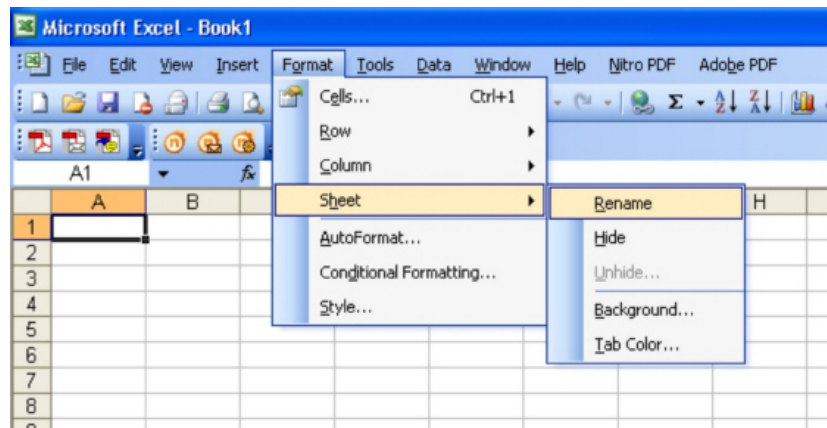 Microsoft Excel - Book1
File Edit View Insert Format Tools Data Window Help Nitro PDF Adobe PDF
Cells... Ctrl+1
Row
Column
A1 fx
Sheet
Rename
A B H
1
AutoFormat...
Hide
2
Conditional Formatting...
Unhide...
3
4
Style...
Background...
5
Tab Color...
6
7
8